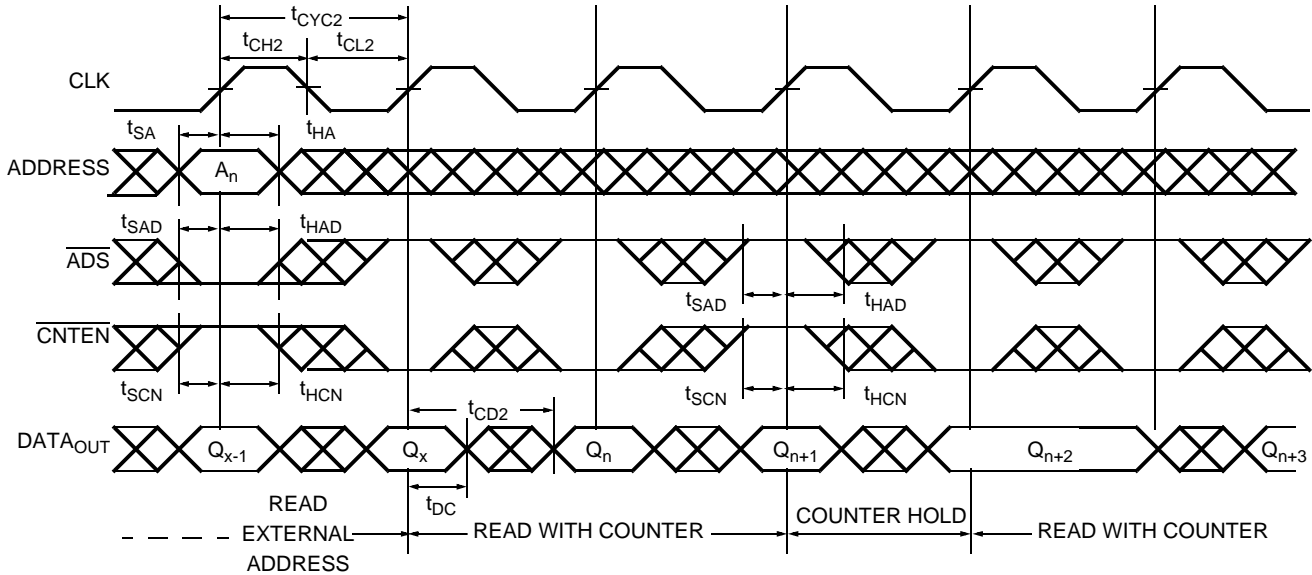 tCYC2
tCH2 tCL2
CLK
tSA tHA
ADDRESS An
tSAD tHAD
ADS
tSAD tHAD
CNTEN
tSCN tHCN tSCN tHCN
tCD2
DATAOUT Qx-1 Qx Qn Qn+1 Qn+2 Qn+3
tDC
READ
EXTERNAL
ADDRESS
READ WITH COUNTER
COUNTER HOLD
READ WITH COUNTER